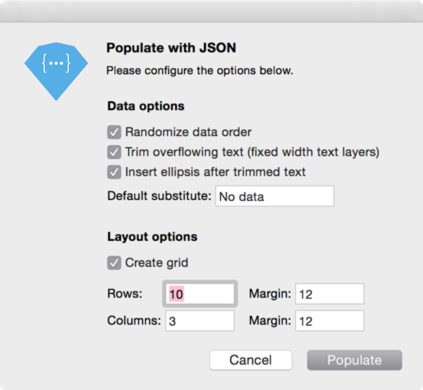 {···}
Populate with JSON
Please configure the options below.
Data options
Randomize data order
Trim overflowing text (fixed width text layers)
Insert ellipsis after trimmed text
Default substitute: No data
Layout options
Create grid
Rows: 10 Margin: 12
Columns: 3 Margin: 12
Cancel Populate